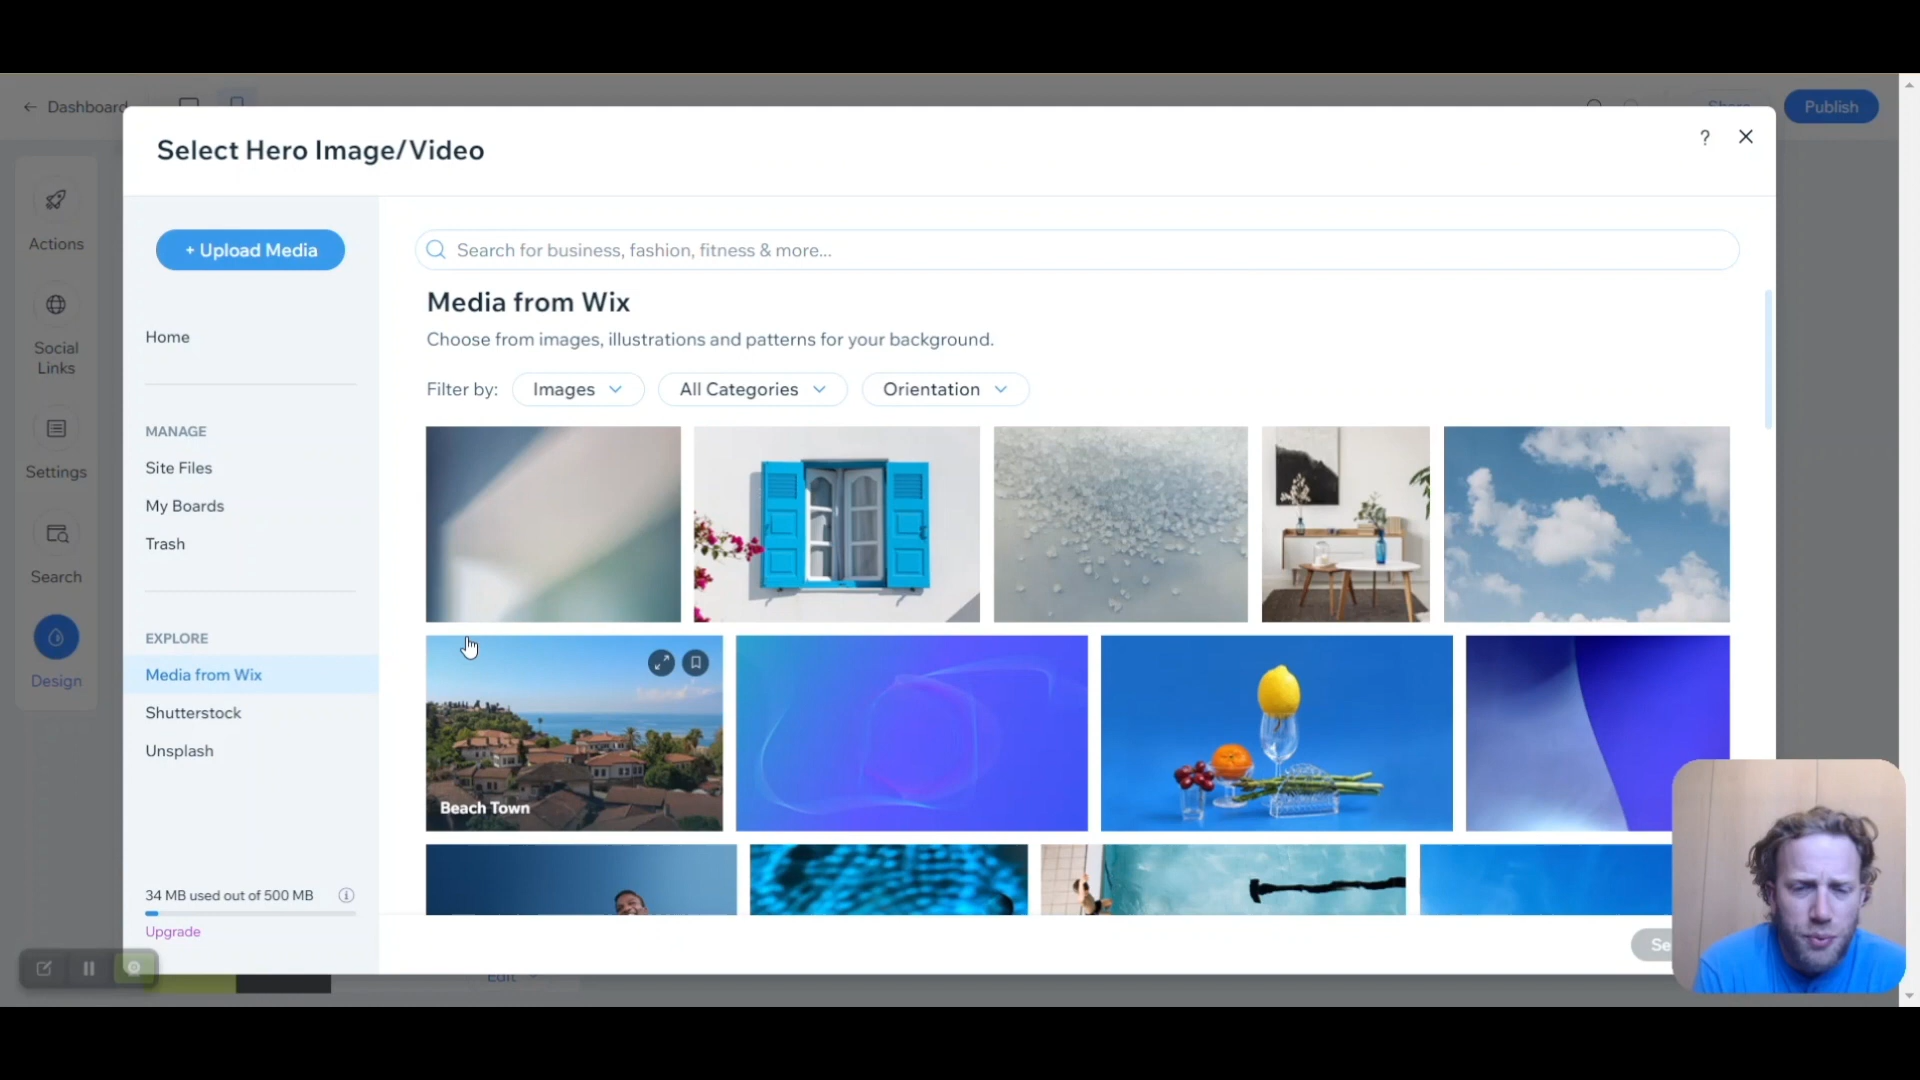 Dashboard
Share
Publish
Select Hero Image/Video
?
Actions
Social
Links
Settings
Search
Design
+ Upload Media
Home
MANAGE
Site Files
My Boards
Trash
EXPLORE
Media from Wix
Shutterstock
Unsplash
34 MB used out of 500 MB
Upgrade
Search for business, fashion, fitness & more...
Media from Wix
Choose from images, illustrations and patterns for your background.
Filter by:
Images
All Categories
Orientation
Beach Town
Se
Edit